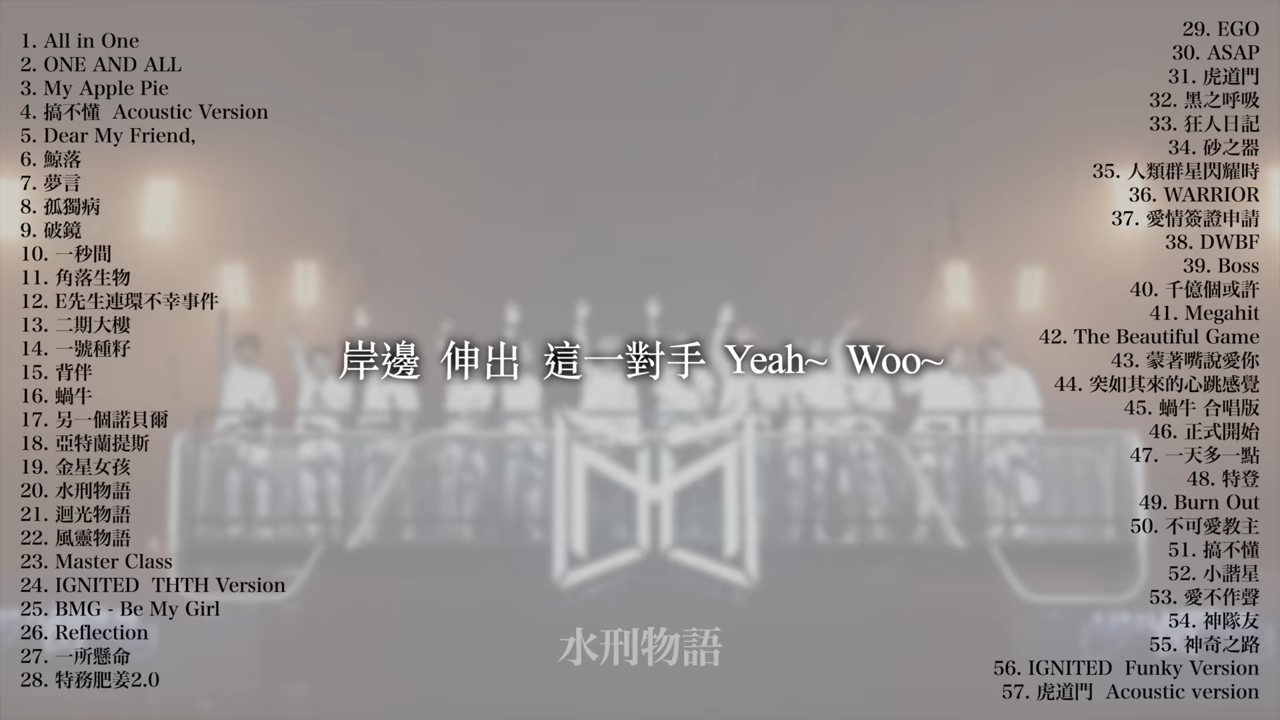 1. All in One
2. ONE AND ALL
3. My Apple Pie
4. 搞不懂  Acoustic Version
5. Dear My Friend,
6. 鯨落
7. 夢言
8. 孤獨病
9. 破鏡
10. 一秒間
11. 角落生物
12. E先生連環不幸事件
13. 二期大樓
14. 一號種籽
15. 背伴
16. 蝸牛
17. 另一個諾貝爾
18. 亞特蘭提斯
19. 金星女孩
20. 水刑物語
21. 迴光物語
22. 風靈物語
23. Master Class
24. IGNITED  THTH Version
25. BMG - Be My Girl
26. Reflection
27. 一所懸命
28. 特務肥姜2.0
岸邊 伸出 這一對手 Yeah~ Woo~
水刑物語
29. EGO
30. ASAP
31. 虎道門
32. 黑之呼吸
33. 狂人日記
34. 砂之器
35. 人類群星閃耀時
36. WARRIOR
37. 愛情簽證申請
38. DWBF
39. Boss
40. 千億個或許
41. Megahit
42. The Beautiful Game
43. 蒙著嘴說愛你
44. 突如其來的心跳感覺
45. 蝸牛 合唱版
46. 正式開始
47. 一天多一點
48. 特登
49. Burn Out
50. 不可愛教主
51. 搞不懂
52. 小諧星
53. 愛不作聲
54. 神隊友
55. 神奇之路
56. IGNITED  Funky Version
57. 虎道門  Acoustic version